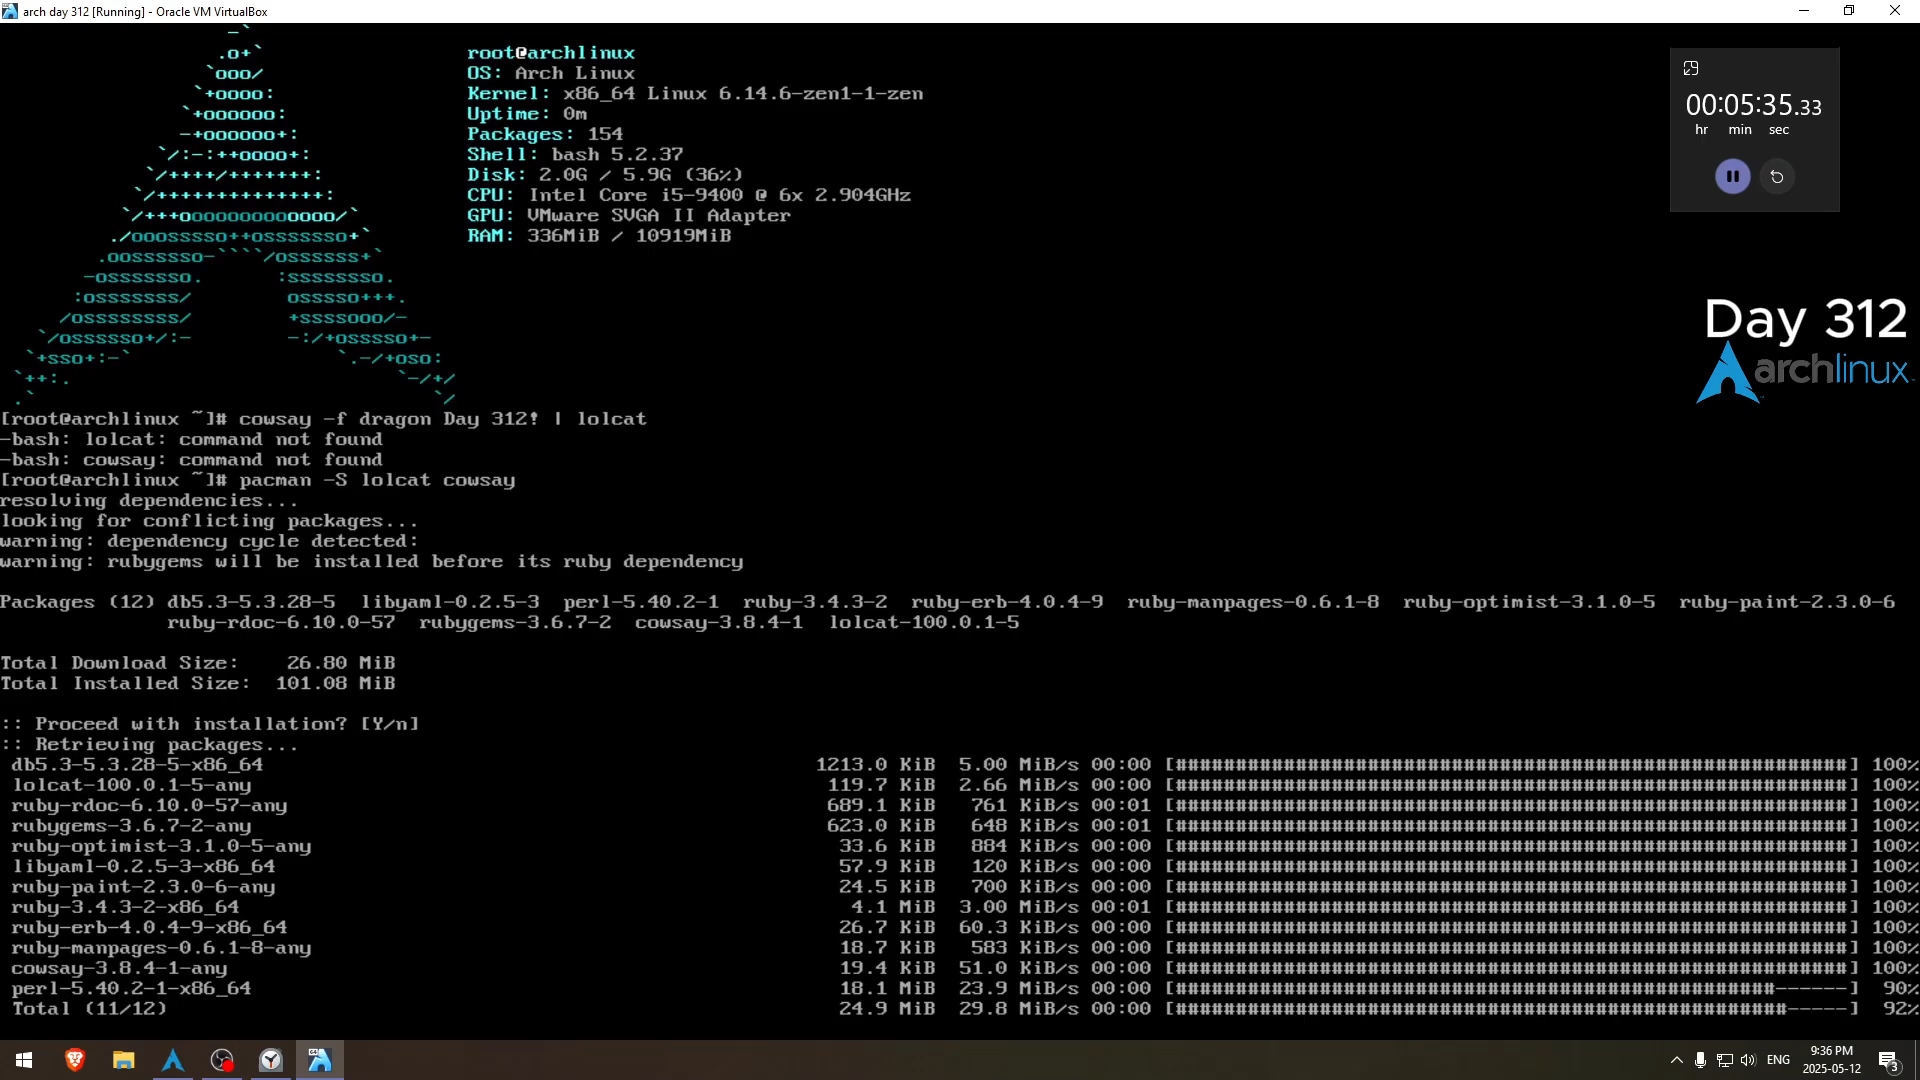 arch day 312 [Running] - Oracle VM VirtualBox
root@archlinux
OS: Arch Linux
Kernel: x86_64 Linux 6.14.6-zen1-1-zen
Uptime: 0m
Packages: 154
Shell: bash 5.2.37
Disk: 2.0G / 5.9G (36%)
CPU: Intel Core i5-9400 @ 6x 2.904GHz
GPU: VMware SVGA II Adapter
RAM: 336MiB / 10919MiB
00:05:35.33
hr min sec
Day 312
archlinux
[root@archlinux ~]# cowsay -f dragon Day 312! | lolcat
-bash: lolcat: command not found
-bash: cowsay: command not found
[root@archlinux ~]# pacman -S lolcat cowsay
resolving dependencies...
looking for conflicting packages...
warning: dependency cycle detected:
warning: rubygems will be installed before its ruby dependency
Packages (12) db5.3-5.3.28-5 libyaml-0.2.5-3 perl-5.40.2-1 ruby-3.4.3-2 ruby-erb-4.0.4-9 ruby-manpages-0.6.1-8 ruby-optimist-3.1.0-5 ruby-paint-2.3.0-6
ruby-rdoc-6.10.0-57 rubygems-3.6.7-2 cowsay-3.8.4-1 lolcat-100.0.1-5
Total Download Size: 26.80 MiB
Total Installed Size: 101.08 MiB
:: Proceed with installation? [Y/n]
:: Retrieving packages...
db5.3-5.3.28-5-x86_64 1213.0 KiB 5.00 MiB/s 00:00 [########################################################] 100%
lolcat-100.0.1-5-any 119.7 KiB 2.66 MiB/s 00:00 [########################################################] 100%
ruby-rdoc-6.10.0-57-any 689.1 KiB 761 KiB/s 00:01 [########################################################] 100%
rubygems-3.6.7-2-any 623.0 KiB 648 KiB/s 00:01 [########################################################] 100%
ruby-optimist-3.1.0-5-any 33.6 KiB 884 KiB/s 00:00 [########################################################] 100%
libyaml-0.2.5-3-x86_64 57.9 KiB 120 KiB/s 00:00 [########################################################] 100%
ruby-paint-2.3.0-6-any 24.5 KiB 700 KiB/s 00:00 [########################################################] 100%
ruby-3.4.3-2-x86_64 4.1 MiB 3.00 MiB/s 00:01 [########################################################] 100%
ruby-erb-4.0.4-9-x86_64 26.7 KiB 60.3 KiB/s 00:00 [########################################################] 100%
ruby-manpages-0.6.1-8-any 18.7 KiB 583 KiB/s 00:00 [########################################################] 100%
cowsay-3.8.4-1-any 19.4 KiB 51.0 KiB/s 00:00 [########################################################] 100%
perl-5.40.2-1-x86_64 18.1 MiB 23.9 MiB/s 00:00 [##################################################------] 90%
Total (11/12) 24.9 MiB 29.8 MiB/s 00:00 [###################################################-----] 92%
ENG
9:36 PM
2025-05-12
3